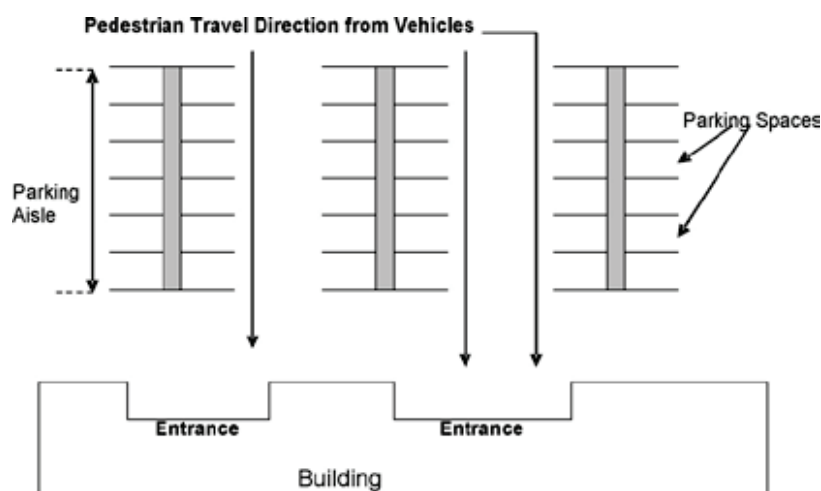 Pedestrian Travel Direction from Vehicles
Parking Spaces
Parking
Aisle
Entrance
Entrance
Building